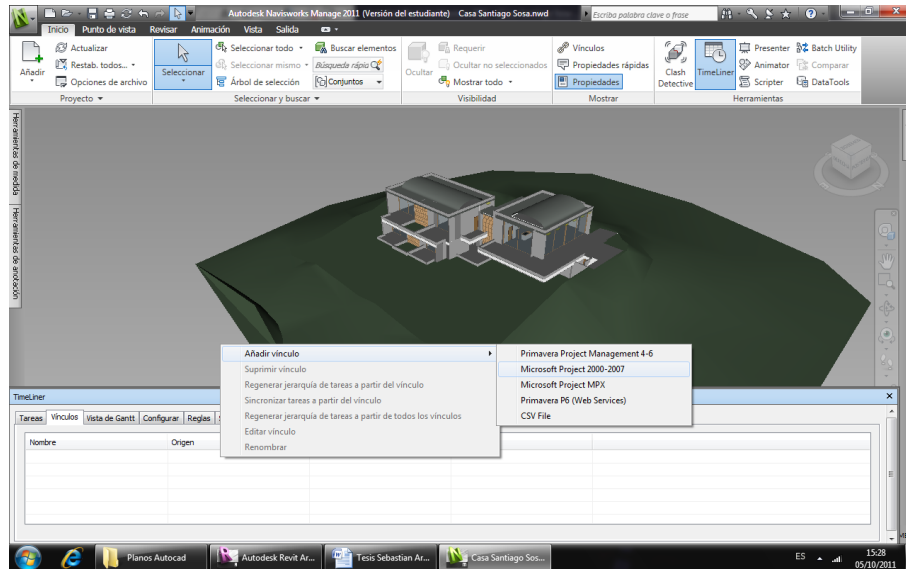 Autodesk Navisworks Manage 2011 (Versión del estudiante) Casa Santiago Sosa.nwd
Escriba palabra clave o frase
Inicio Punto de vista Revisar Animación Vista Salida
Añadir
Actualizar
Restab. todos...
Opciones de archivo
Proyecto
Seleccionar
Seleccionar todo
Seleccionar mismo
Árbol de selección
Buscar elementos
Búsqueda rápida
Conjuntos
Seleccionar y buscar
Ocultar
Requerir
Ocultar no seleccionados
Mostrar todo
Visibilidad
Vínculos
Propiedades rápidas
Propiedades
Mostrar
Clash
Detective
TimeLiner
Presenter
Animator
Scripter
Batch Utility
Comparar
DataTools
Herramientas
Herramientas de medida
Herramientas de anotación
Añadir vínculo
Suprimir vínculo
Regenerar jerarquía de tareas a partir del vínculo
Sincronizar tareas a partir del vínculo
Regenerar jerarquía de tareas a partir de todos los vínculos
Editar vínculo
Renombrar
Primavera Project Management 4-6
Microsoft Project 2000-2007
Microsoft Project MPX
Primavera P6 (Web Services)
CSV File
TimeLiner
Tareas Vínculos Vista de Gantt Configurar Reglas
Nombre Origen
Planos Autocad
Autodesk Revit Ar...
Tesis Sebastian Ar...
Casa Santiago Sos...
ES
15:28
05/10/2011